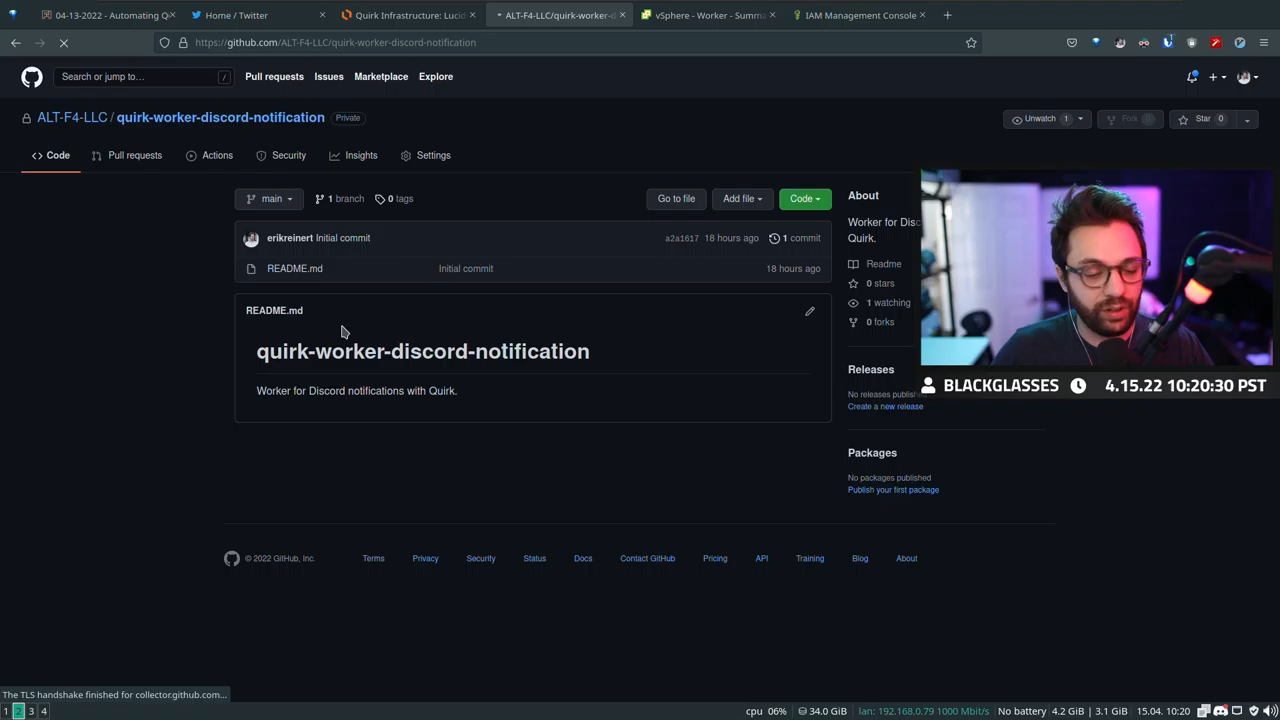 04-13-2022 - Automating Q
Home / Twitter
Quirk Infrastructure: Lucid
ALT-F4-LLC/quirk-worker-d
vSphere - Worker - Summa
IAM Management Console
https://github.com/ALT-F4-LLC/quirk-worker-discord-notification
Search or jump to…
/
Pull requests
Issues
Marketplace
Explore
ALT-F4-LLC / quirk-worker-discord-notification
Private
Unwatch 1
Fork 0
Star 0
Code
Pull requests
Actions
Security
Insights
Settings
main
1 branch
0 tags
Go to file
Add file
Code
About
erikreinert Initial commit
a2a1617 18 hours ago
1 commit
README.md
Initial commit
18 hours ago
Worker for Disc
Quirk.
Readme
0 stars
1 watching
0 forks
README.md
quirk-worker-discord-notification
Worker for Discord notifications with Quirk.
Releases
No releases publish
Create a new release
Packages
No packages published
Publish your first package
BLACKGLASSES
4.15.22 10:20:30 PST
© 2022 GitHub, Inc.
Terms
Privacy
Security
Status
Docs
Contact GitHub
Pricing
API
Training
Blog
About
The TLS handshake finished for collector.github.com…
1
2
3
4
cpu 06%
34.0 GiB
lan: 192.168.0.79 1000 Mbit/s
No battery
4.2 GiB / 3.1 GiB
15.04. 10:20